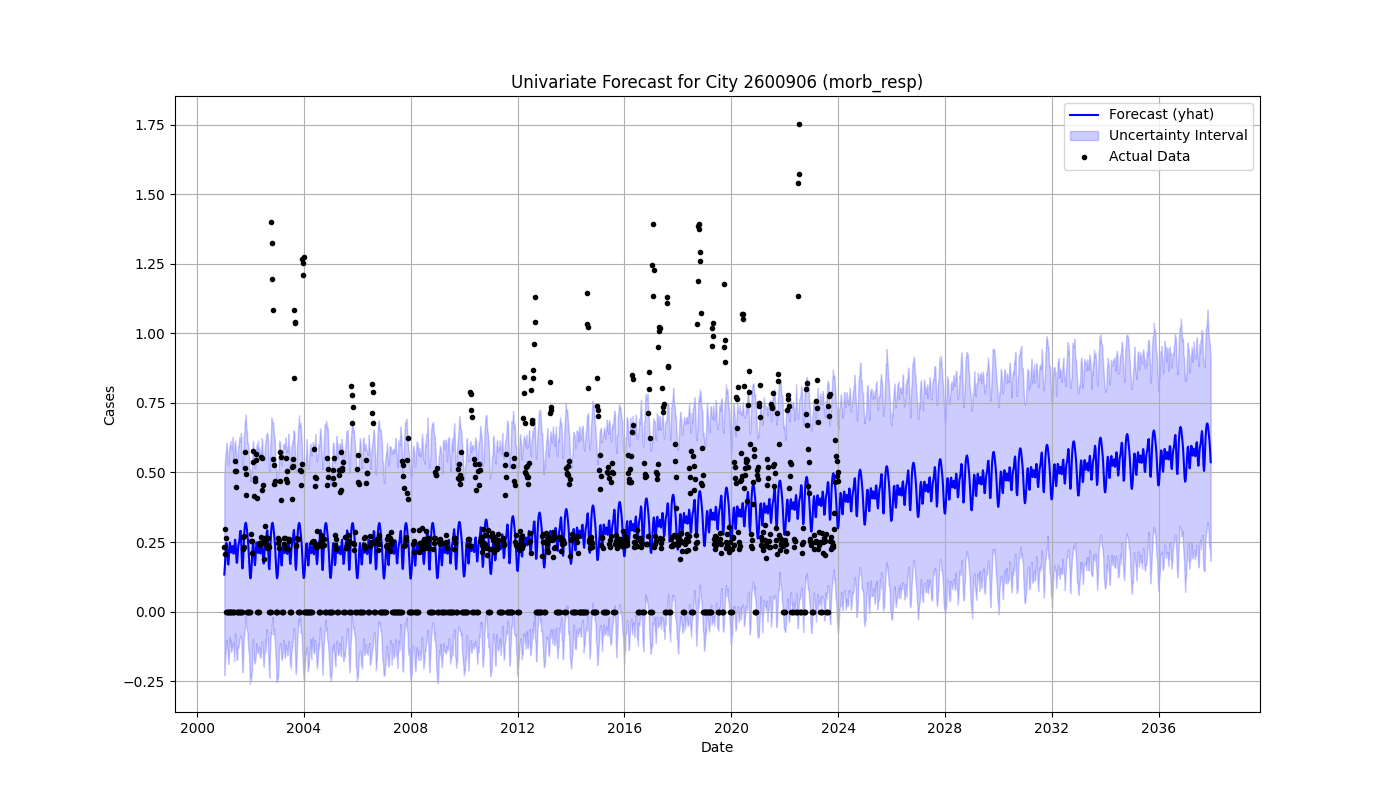 Univariate Forecast for City 2600906 (morb_resp)
Forecast (yhat)
Uncertainty Interval
Actual Data
Cases
1.75
1.50
1.25
1.00
0.75
0.50
0.25
0.00
−0.25
2000 2004 2008 2012 2016 2020 2024 2028 2032 2036
Date